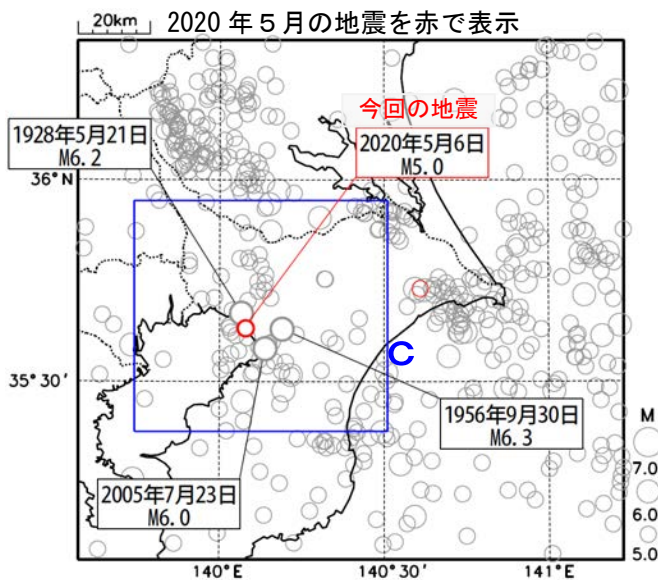 20km
2020年5月の地震を赤で表示
今回の地震
1928年5月21日
M6.2
2020年5月6日
M5.0
36°N
C
35°30′
1956年9月30日
M6.3
M
7.0
6.0
5.0
2005年7月23日
M6.0
140°E
140°30′
141°E